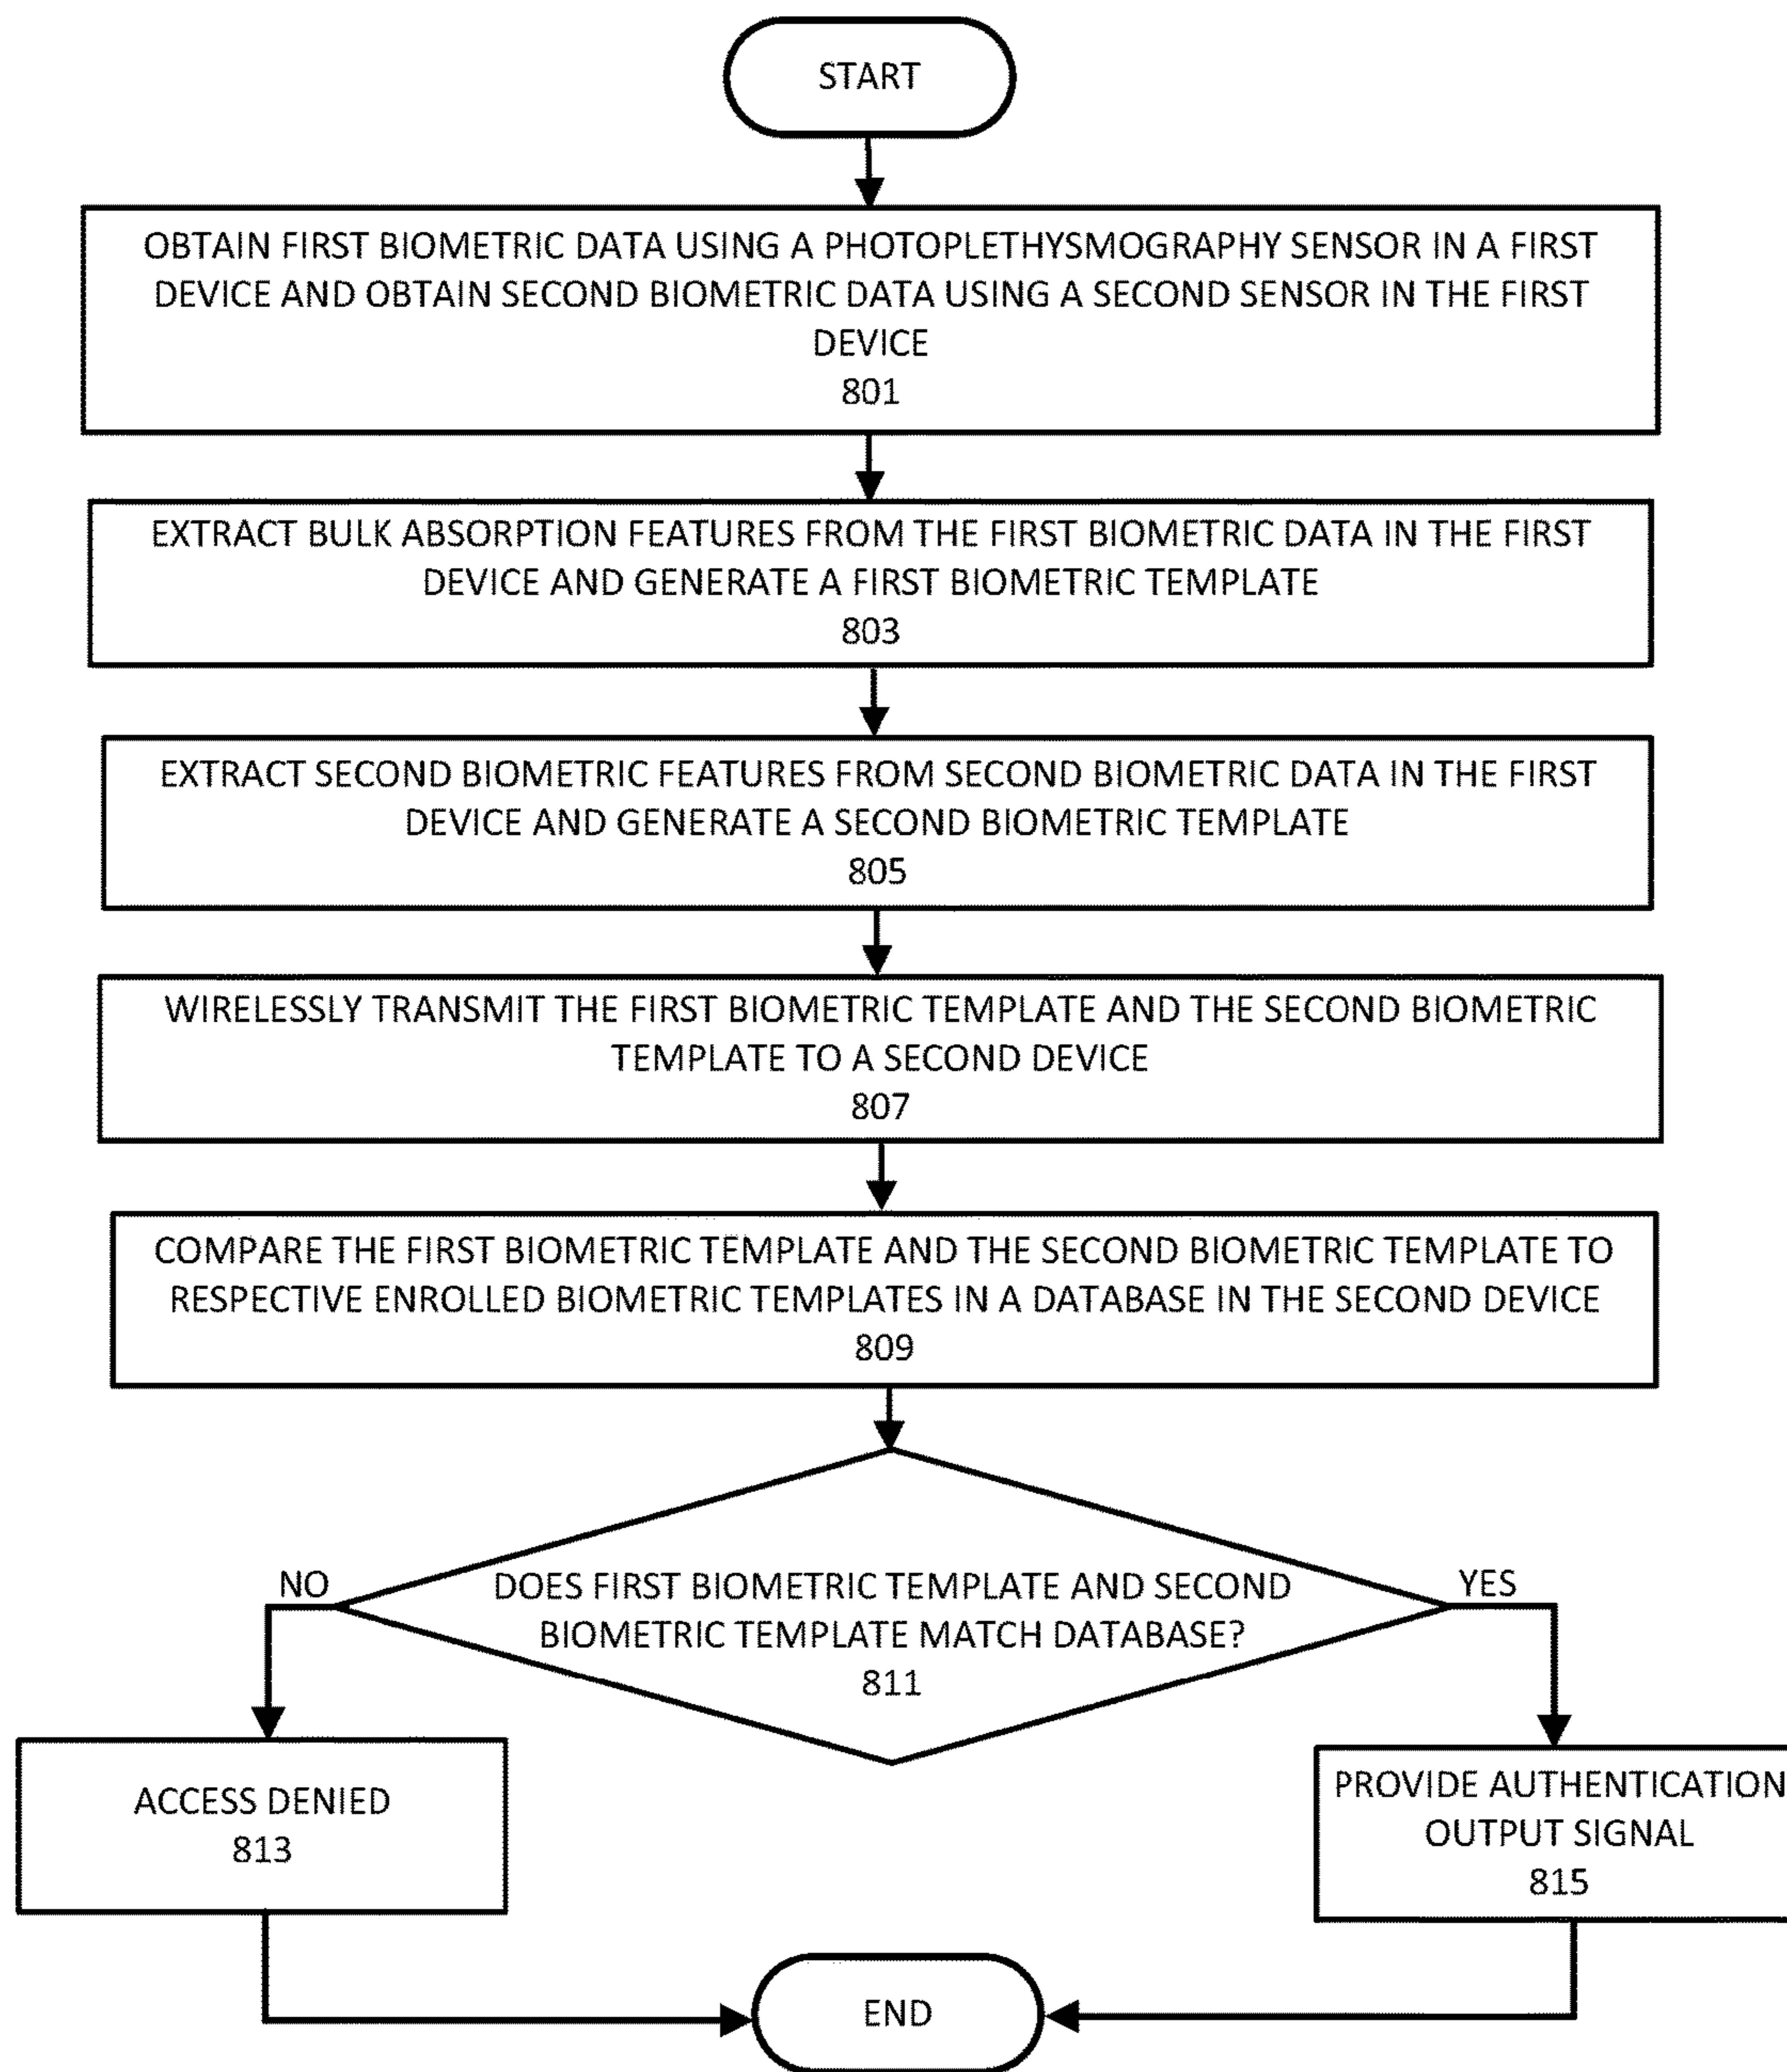 START
OBTAIN FIRST BIOMETRIC DATA USING A PHOTOPLETHYSMOGRAPHY SENSOR IN A FIRST
DEVICE AND OBTAIN SECOND BIOMETRIC DATA USING A SECOND SENSOR IN THE FIRST
DEVICE
801
EXTRACT BULK ABSORPTION FEATURES FROM THE FIRST BIOMETRIC DATA IN THE FIRST
DEVICE AND GENERATE A FIRST BIOMETRIC TEMPLATE
803
EXTRACT SECOND BIOMETRIC FEATURES FROM SECOND BIOMETRIC DATA IN THE FIRST
DEVICE AND GENERATE A SECOND BIOMETRIC TEMPLATE
805
WIRELESSLY TRANSMIT THE FIRST BIOMETRIC TEMPLATE AND THE SECOND BIOMETRIC
TEMPLATE TO A SECOND DEVICE
807
COMPARE THE FIRST BIOMETRIC TEMPLATE AND THE SECOND BIOMETRIC TEMPLATE TO
RESPECTIVE ENROLLED BIOMETRIC TEMPLATES IN A DATABASE IN THE SECOND DEVICE
809
NO
DOES FIRST BIOMETRIC TEMPLATE AND SECOND
BIOMETRIC TEMPLATE MATCH DATABASE?
811
YES
ACCESS DENIED
813
PROVIDE AUTHENTICATION
OUTPUT SIGNAL
815
END